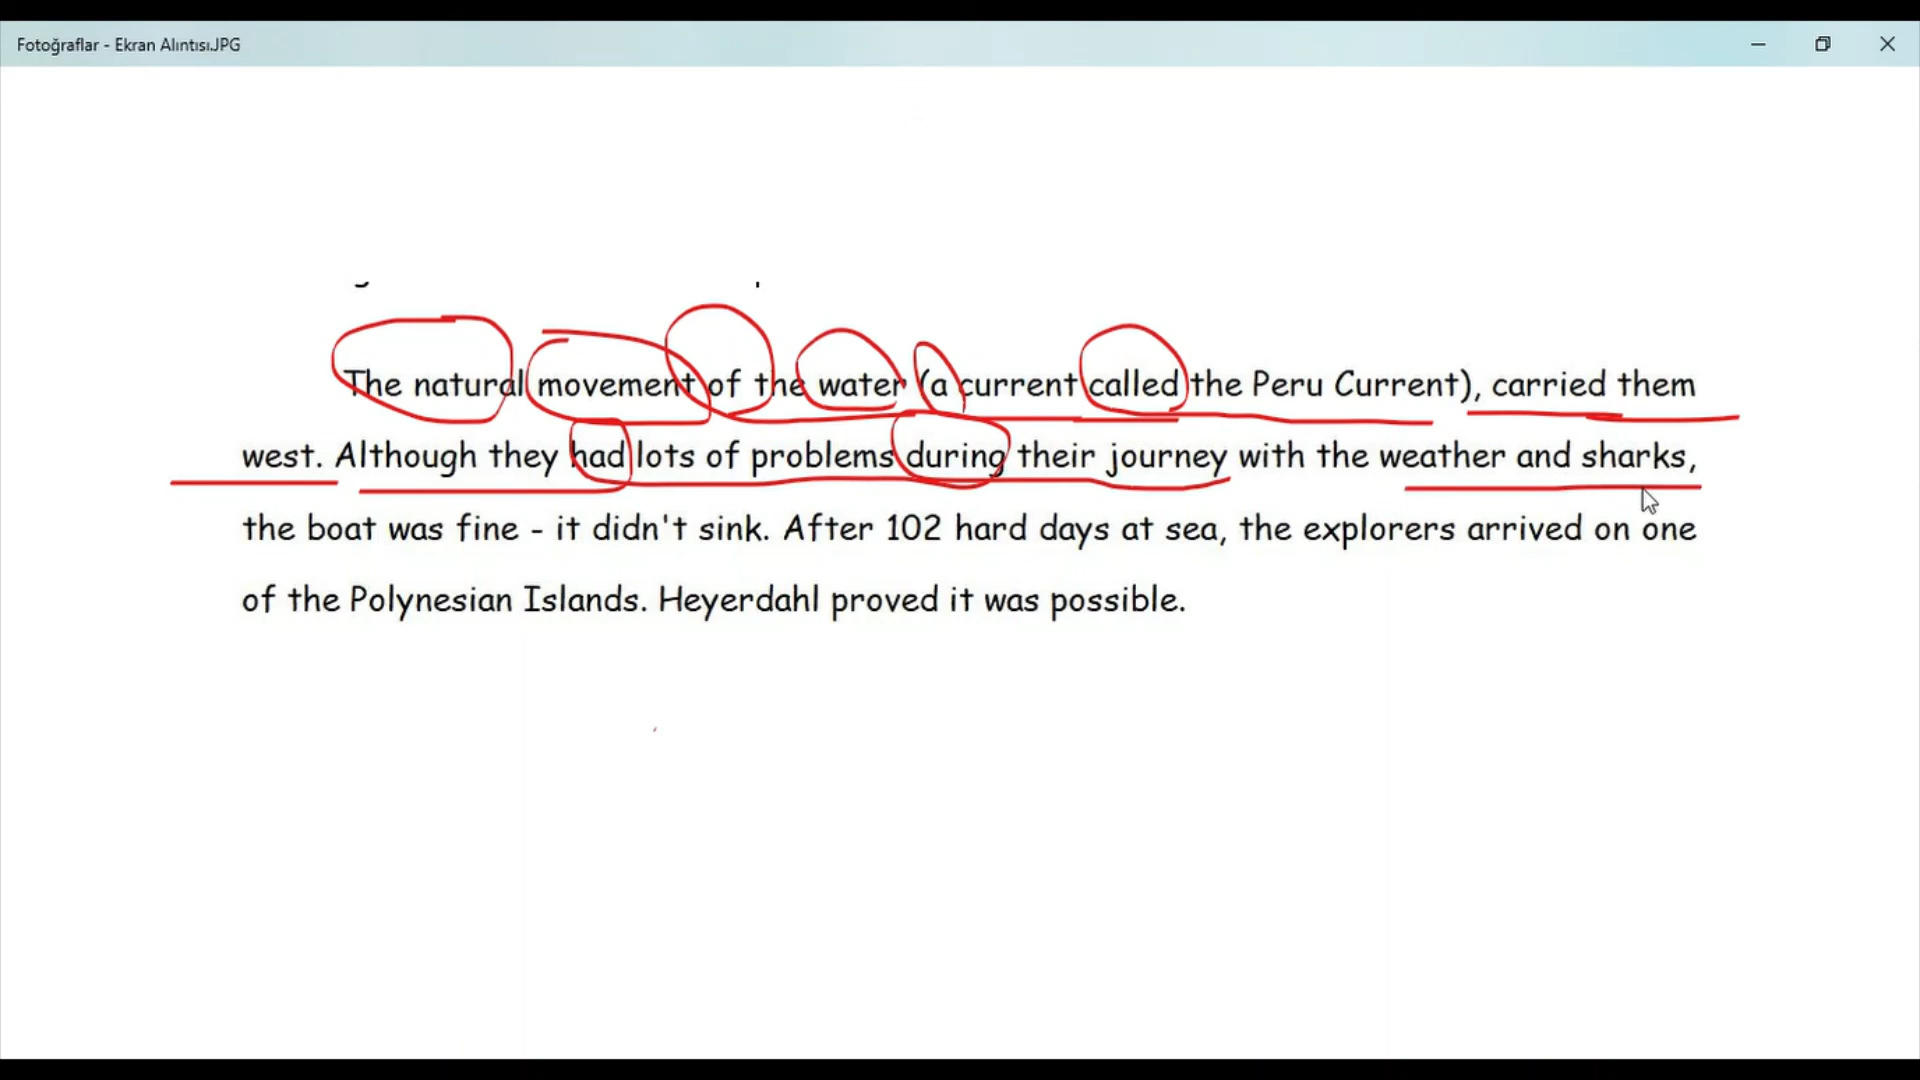 Fotoğraflar - Ekran Alıntısı.JPG
The natural movement of the water (a current called the Peru Current), carried them
west. Although they had lots of problems during their journey with the weather and sharks,
the boat was fine - it didn't sink. After 102 hard days at sea, the explorers arrived on one
of the Polynesian Islands. Heyerdahl proved it was possible.